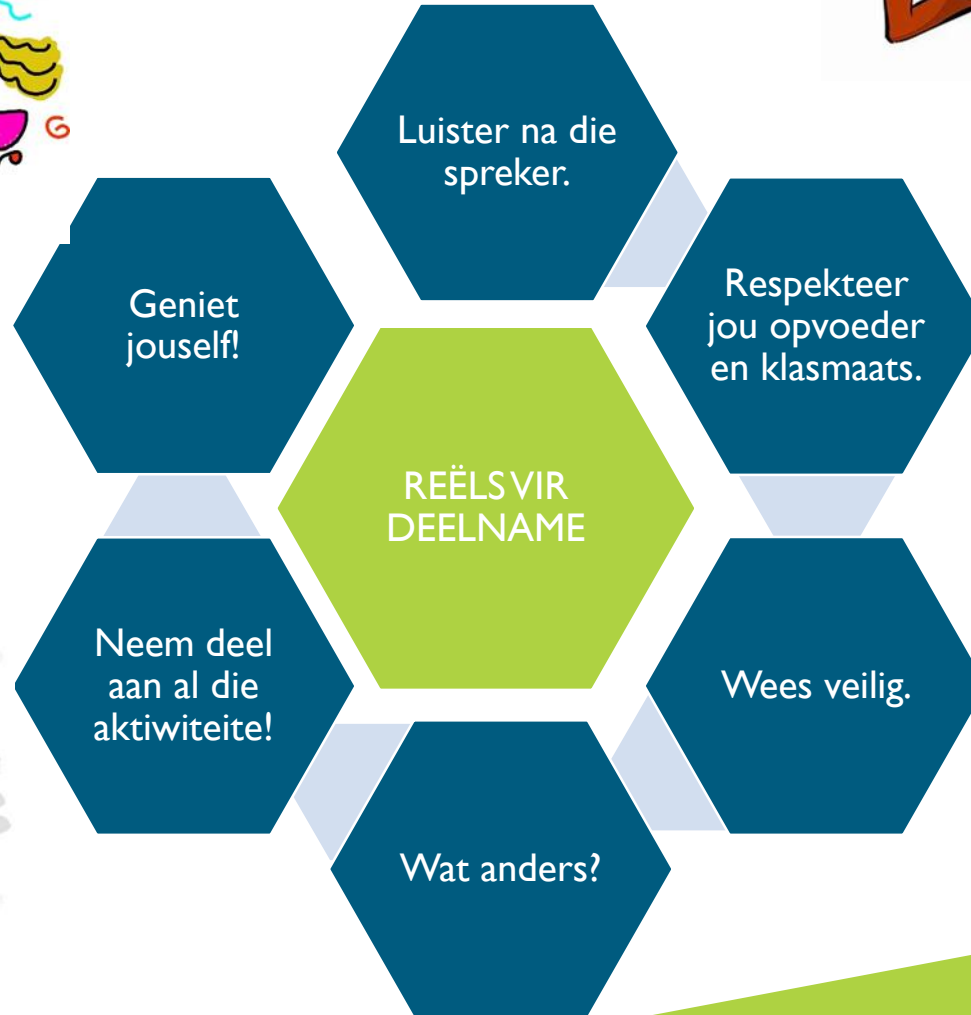 Luister na die
spreker.
Respekteer
jou opvoeder
en klasmaats.
Wees veilig.
Wat anders?
Neem deel
aan al die
aktiwiteite!
Geniet
jouself!
REËLS VIR
DEELNAME